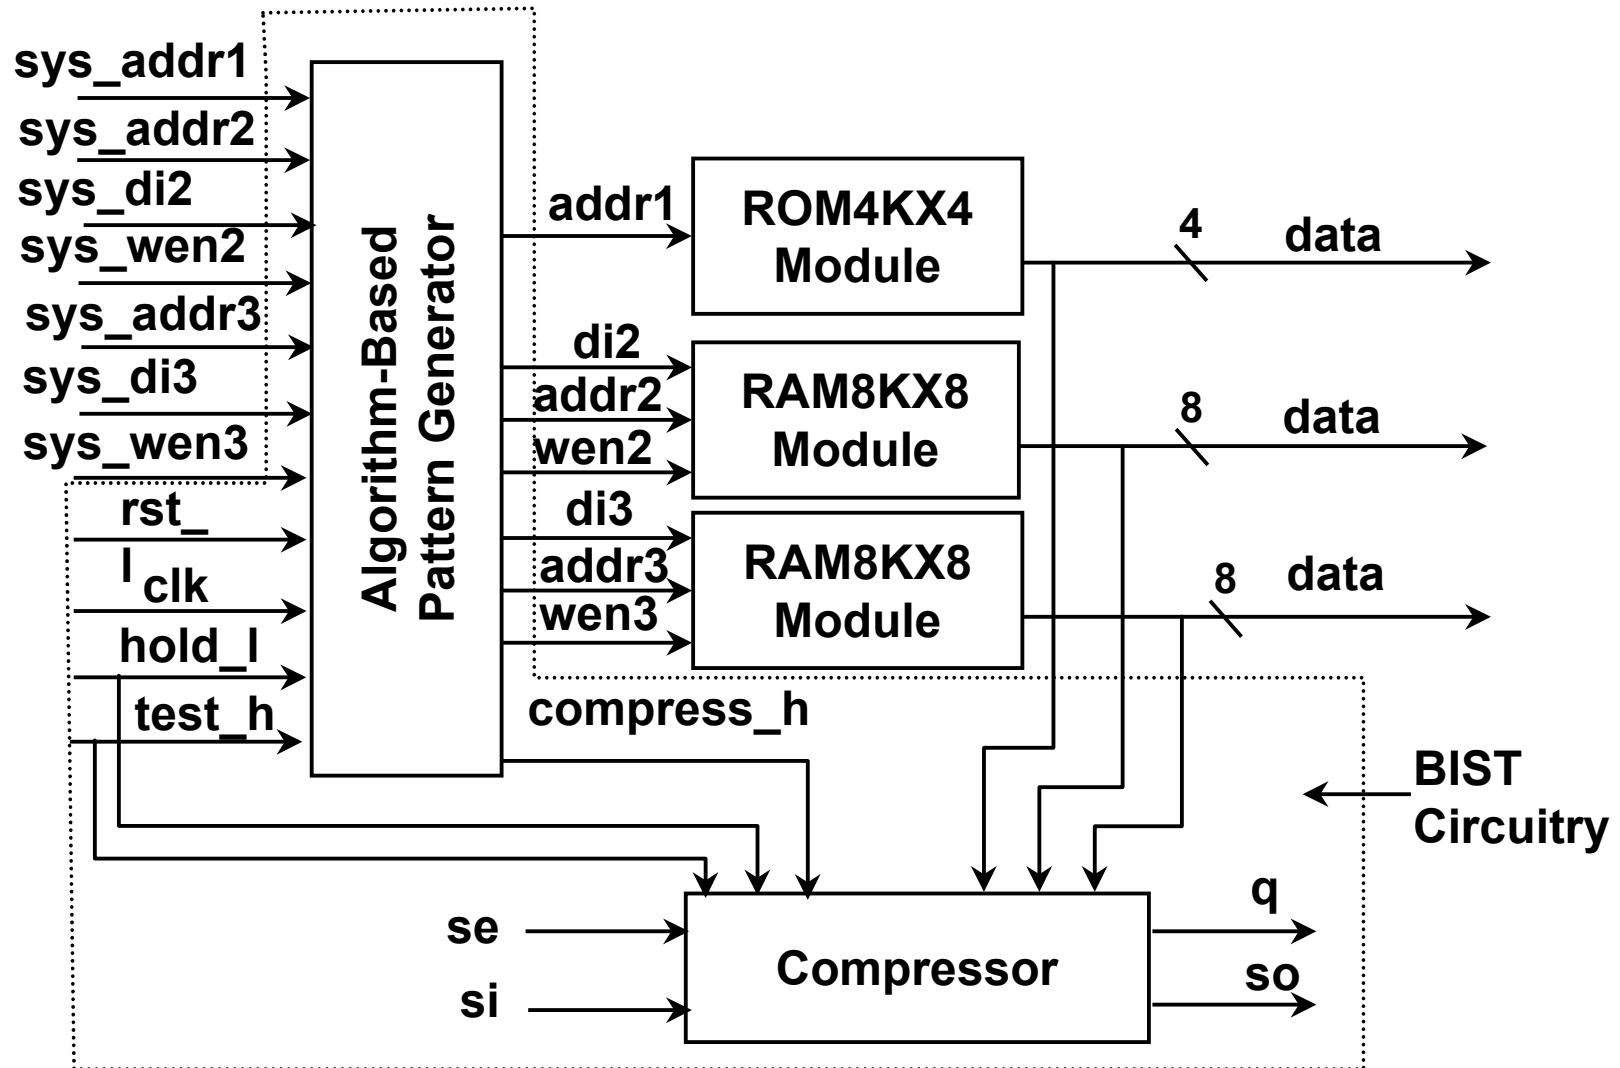 sys_addr1
sys_addr2
sys_di2
sys_wen2
sys_addr3
sys_di3
sys_wen3
rst_
l
clk
hold_l
test_h
Algorithm-Based
Pattern Generator
addr1
di2
addr2
wen2
di3
addr3
wen3
compress_h
ROM4KX4
Module
RAM8KX8
Module
RAM8KX8
Module
4
data
8
data
8
data
BIST
Circuitry
se
si
Compressor
q
so